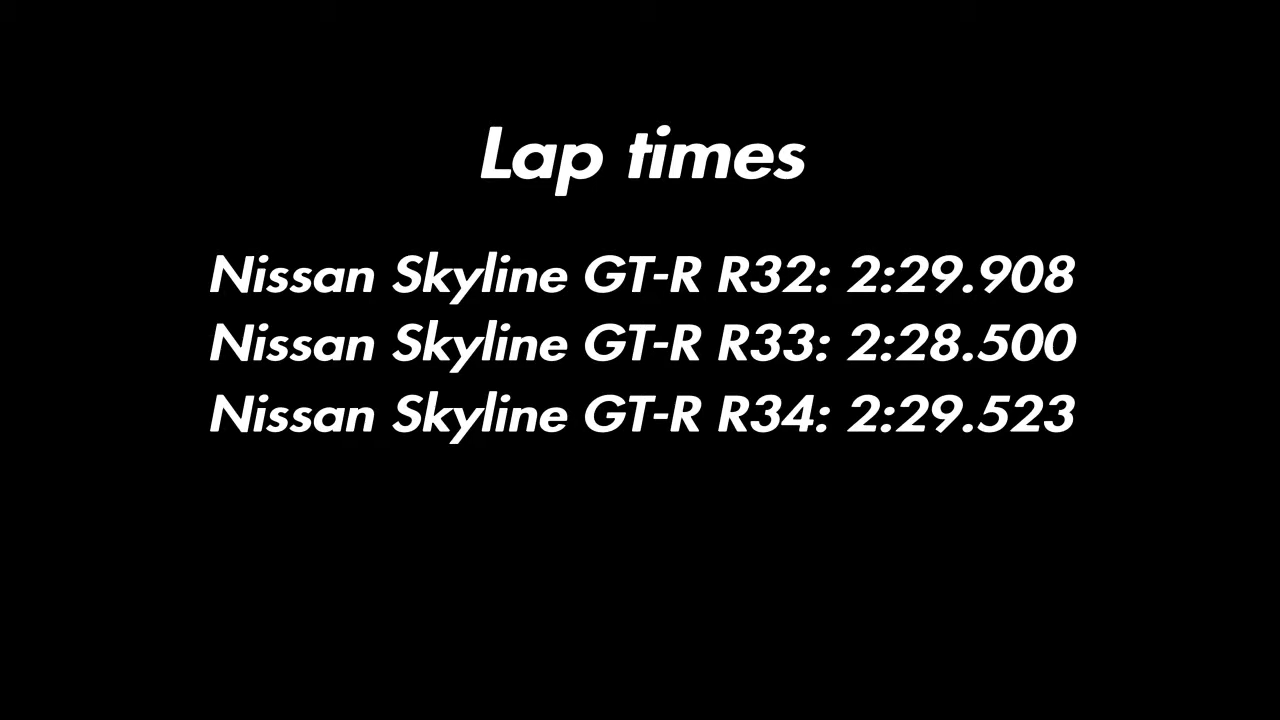 Lap times
Nissan Skyline GT-R R32: 2:29.908
Nissan Skyline GT-R R33: 2:28.500
Nissan Skyline GT-R R34: 2:29.523